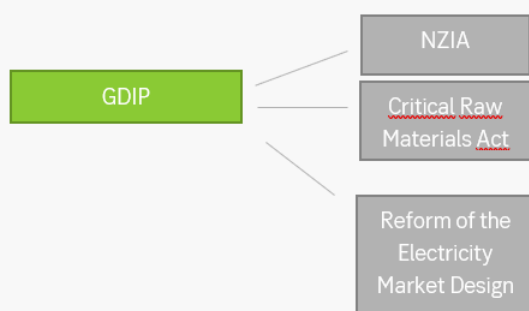 GDIP
NZIA
Critical Raw
Materials Act
Reform of the
Electricity
Market Design